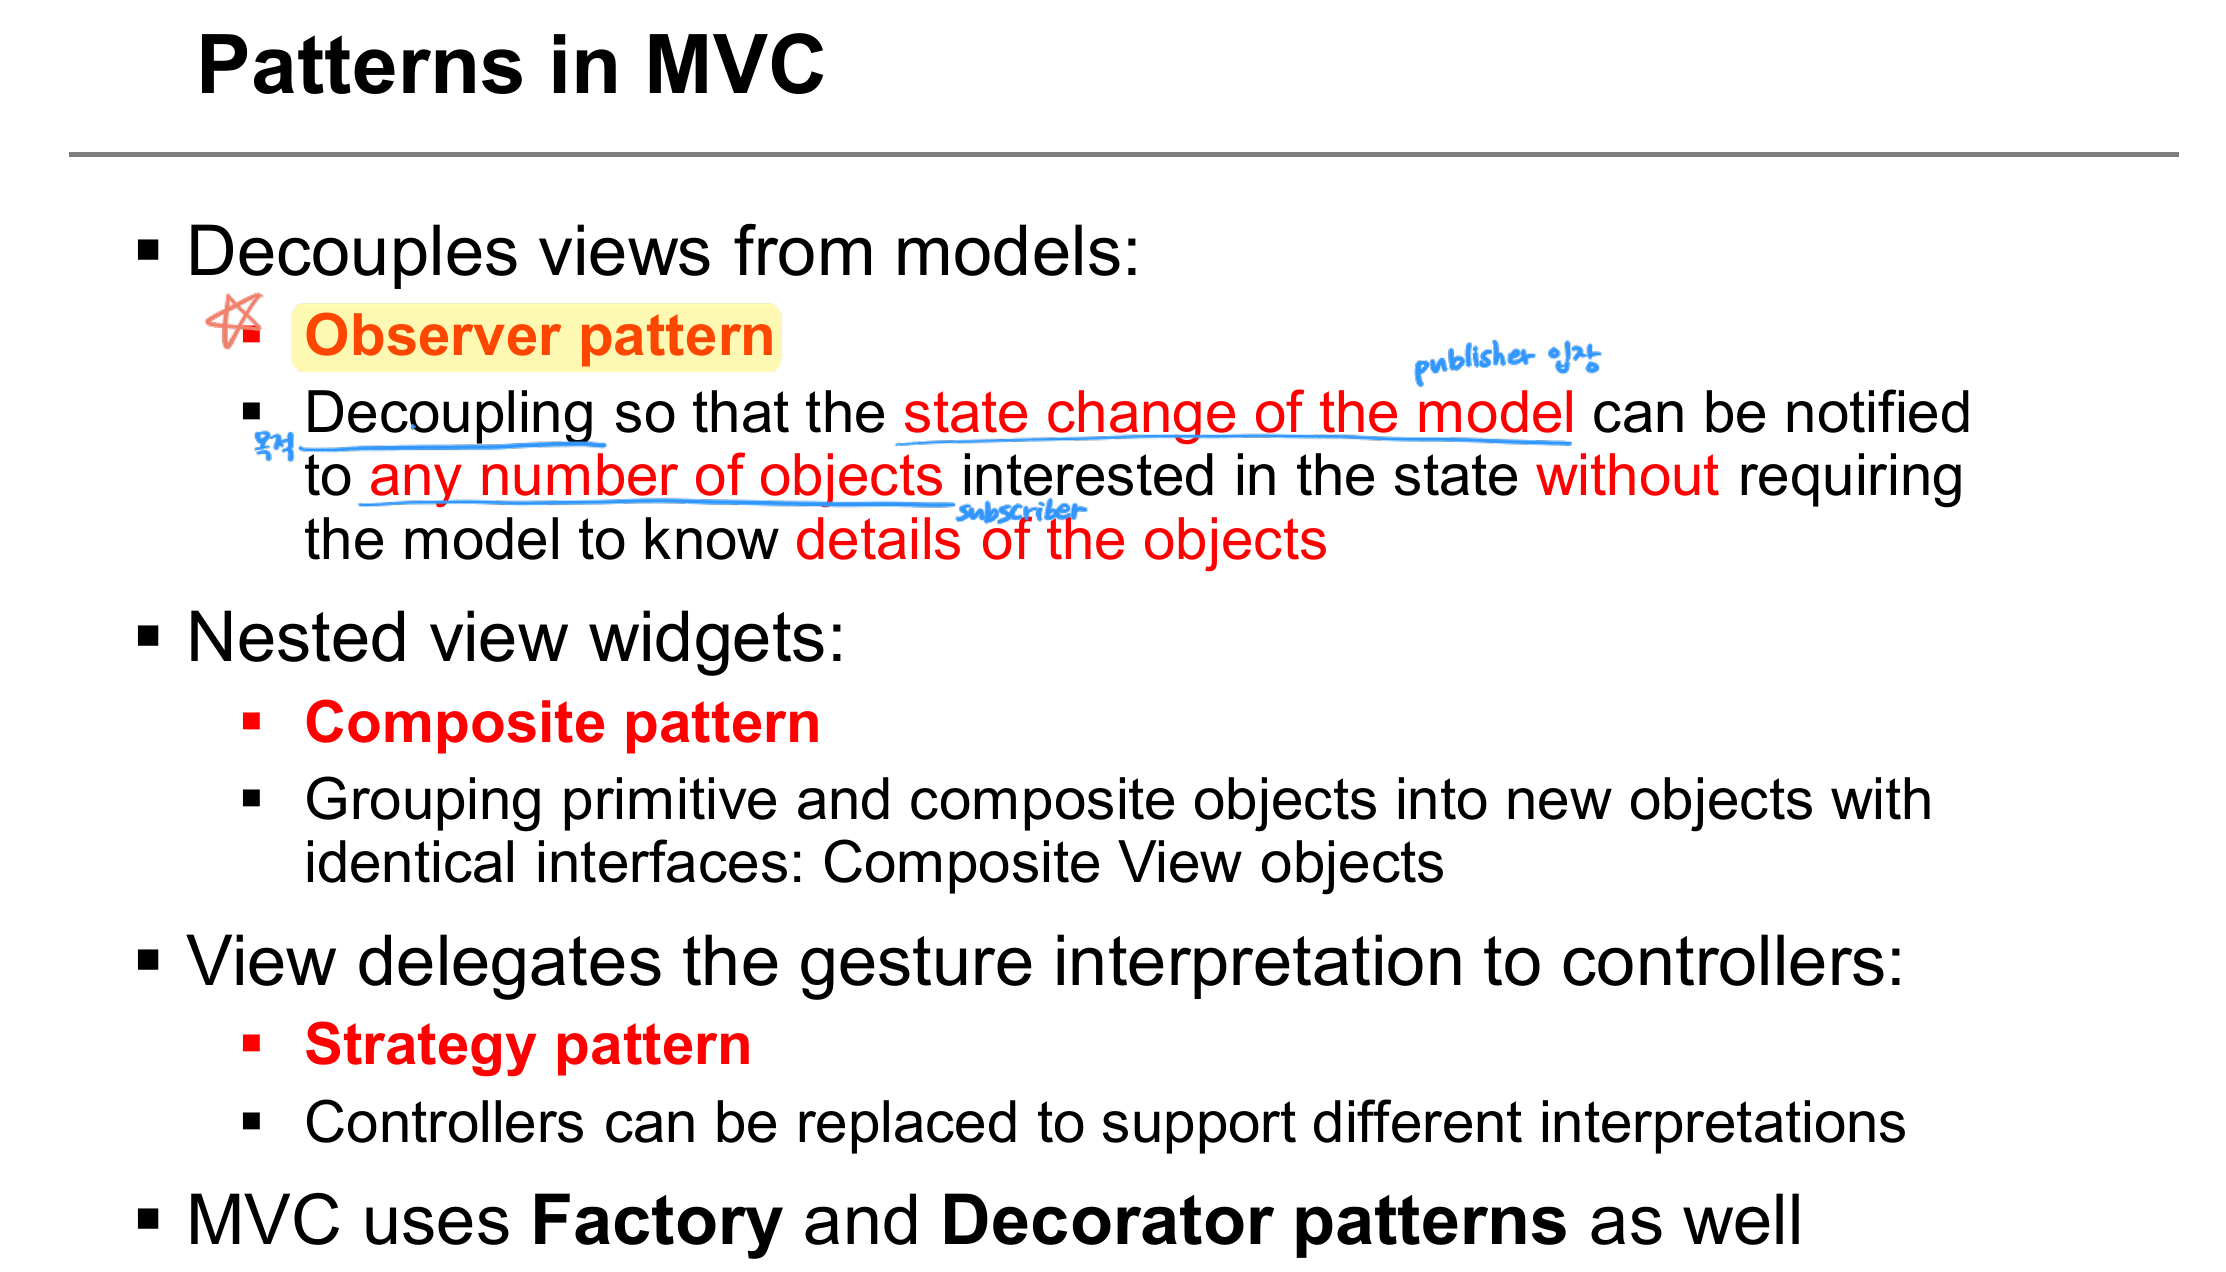 Patterns in MVC
▪ Decouples views from models:
▪ Observer pattern
publisher 입장
▪ Decoupling so that the state change of the model can be notified
목적
to any number of objects interested in the state without requiring
subscriber
the model to know details of the objects
▪ Nested view widgets:
▪ Composite pattern
▪ Grouping primitive and composite objects into new objects with
identical interfaces: Composite View objects
▪ View delegates the gesture interpretation to controllers:
▪ Strategy pattern
▪ Controllers can be replaced to support different interpretations
▪ MVC uses Factory and Decorator patterns as well